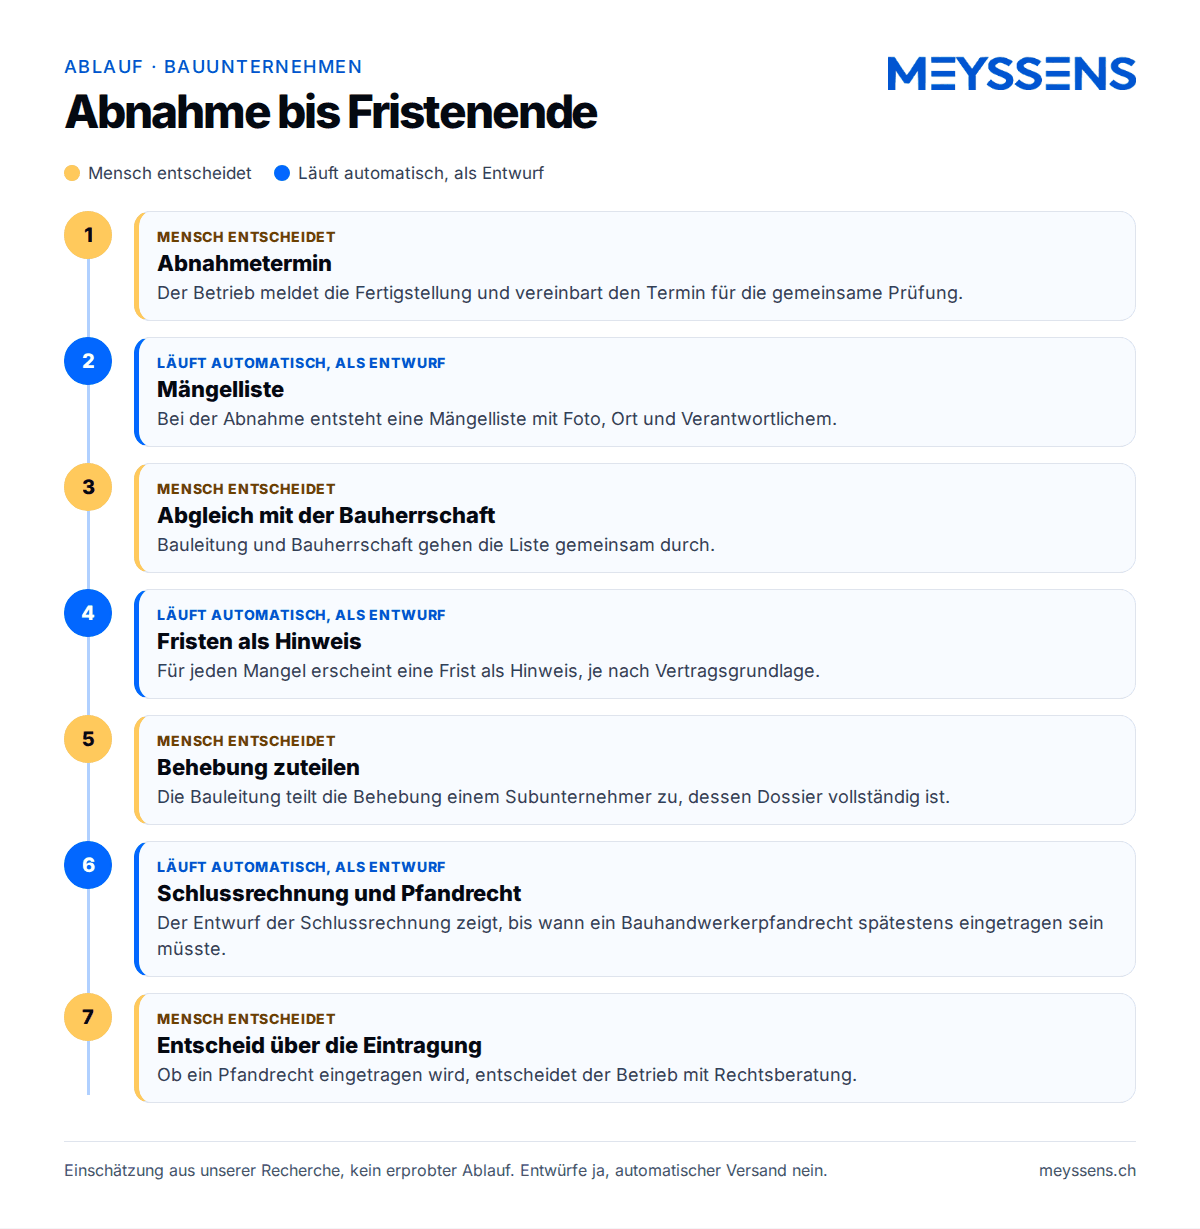 ABLAUF · BAUUNTERNEHMEN
MEYSSENS
Abnahme bis Fristenende
Mensch entscheidet
Läuft automatisch, als Entwurf
1
MENSCH ENTSCHEIDET
Abnahmetermin
Der Betrieb meldet die Fertigstellung und vereinbart den Termin für die gemeinsame Prüfung.
2
LÄUFT AUTOMATISCH, ALS ENTWURF
Mängelliste
Bei der Abnahme entsteht eine Mängelliste mit Foto, Ort und Verantwortlichem.
3
MENSCH ENTSCHEIDET
Abgleich mit der Bauherrschaft
Bauleitung und Bauherrschaft gehen die Liste gemeinsam durch.
4
LÄUFT AUTOMATISCH, ALS ENTWURF
Fristen als Hinweis
Für jeden Mangel erscheint eine Frist als Hinweis, je nach Vertragsgrundlage.
5
MENSCH ENTSCHEIDET
Behebung zuteilen
Die Bauleitung teilt die Behebung einem Subunternehmer zu, dessen Dossier vollständig ist.
6
LÄUFT AUTOMATISCH, ALS ENTWURF
Schlussrechnung und Pfandrecht
Der Entwurf der Schlussrechnung zeigt, bis wann ein Bauhandwerkerpfandrecht spätestens eingetragen sein
müsste.
7
MENSCH ENTSCHEIDET
Entscheid über die Eintragung
Ob ein Pfandrecht eingetragen wird, entscheidet der Betrieb mit Rechtsberatung.
Einschätzung aus unserer Recherche, kein erprobter Ablauf. Entwürfe ja, automatischer Versand nein.
meyssens.ch